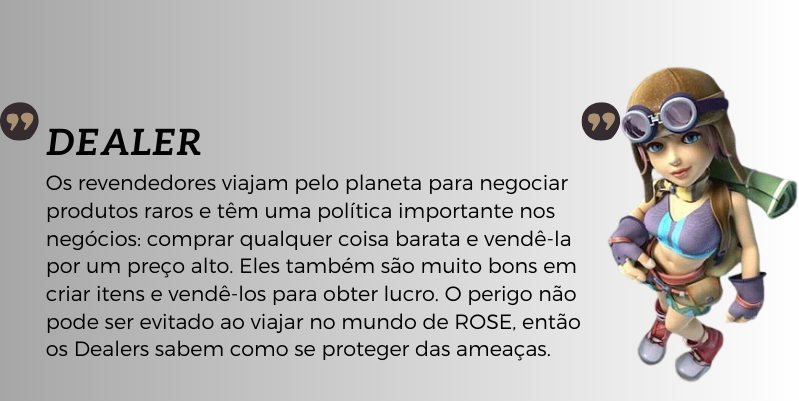 DEALER
Os revendedores viajam pelo planeta para negociar
produtos raros e têm uma política importante nos
negócios: comprar qualquer coisa barata e vendê-la
por um preço alto. Eles também são muito bons em
criar itens e vendê-los para obter lucro. O perigo não
pode ser evitado ao viajar no mundo de ROSE, então
os Dealers sabem como se proteger das ameaças.